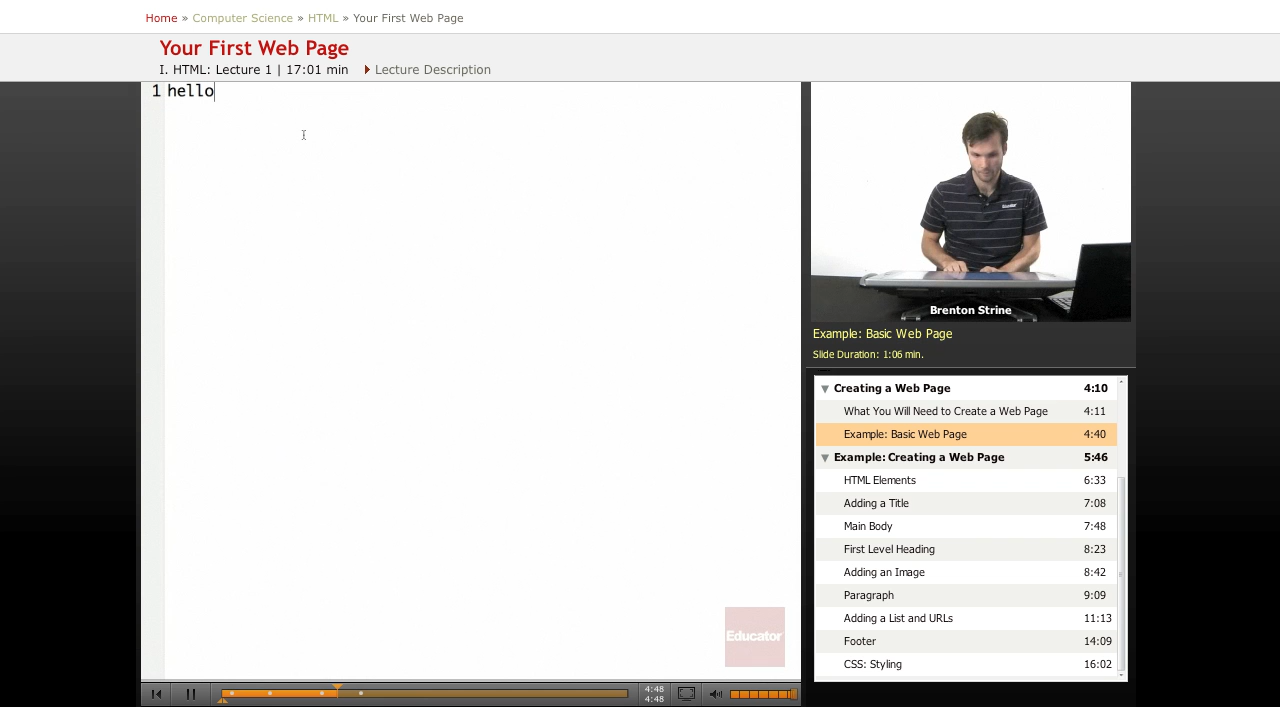 Home » Computer Science » HTML » Your First Web Page
Your First Web Page
I. HTML: Lecture 1 | 17:01 min Lecture Description
1 hello
Brenton Strine
Example: Basic Web Page
Slide Duration: 1:06 min.
Creating a Web Page 4:10
What You Will Need to Create a Web Page 4:11
Example: Basic Web Page 4:40
Example: Creating a Web Page 5:46
HTML Elements 6:33
Adding a Title 7:08
Main Body 7:48
First Level Heading 8:23
Adding an Image 8:42
Paragraph 9:09
Adding a List and URLs 11:13
Footer 14:09
CSS: Styling 16:02
Educator
4:48
4:48